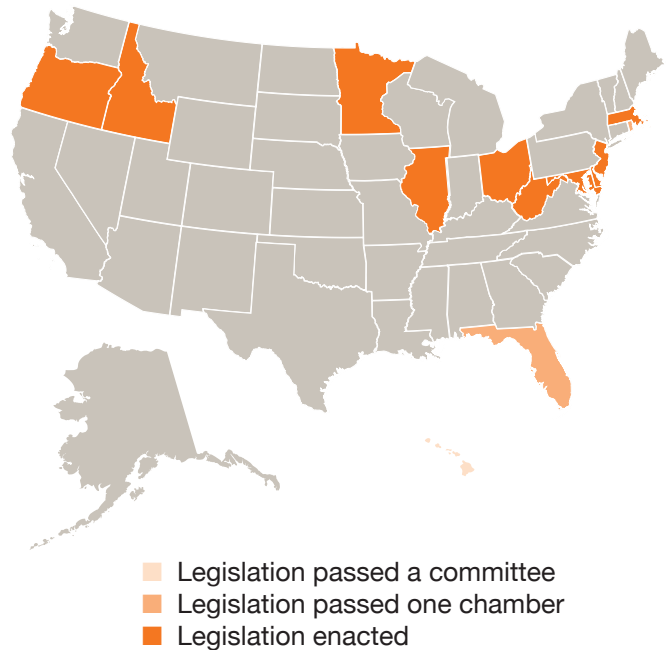 Legislation passed a committee
Legislation passed one chamber
Legislation enacted